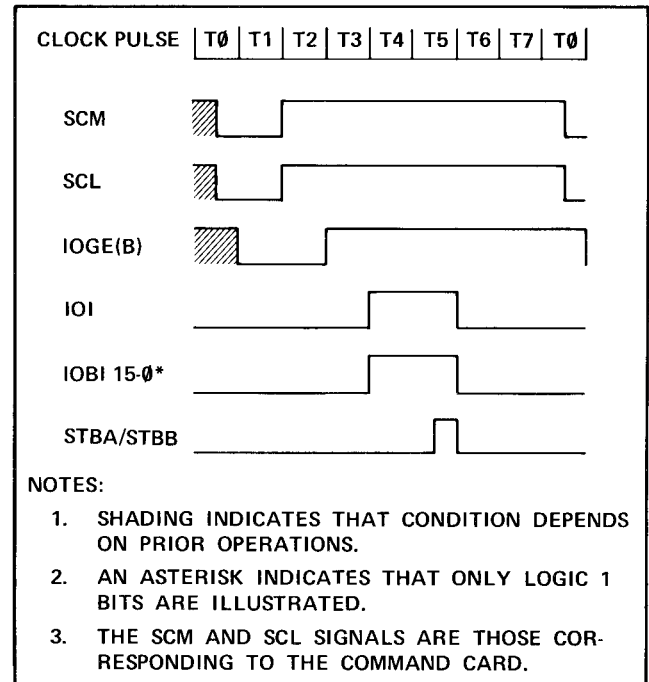 CLOCK PULSE TØ T1 T2 T3 T4 T5 T6 T7 TØ
SCM
SCL
IOGE(B)
IOI
IOBI 15-Ø*
STBA/STBB
NOTES:
1. SHADING INDICATES THAT CONDITION DEPENDS
ON PRIOR OPERATIONS.
2. AN ASTERISK INDICATES THAT ONLY LOGIC 1
BITS ARE ILLUSTRATED.
3. THE SCM AND SCL SIGNALS ARE THOSE COR-
RESPONDING TO THE COMMAND CARD.